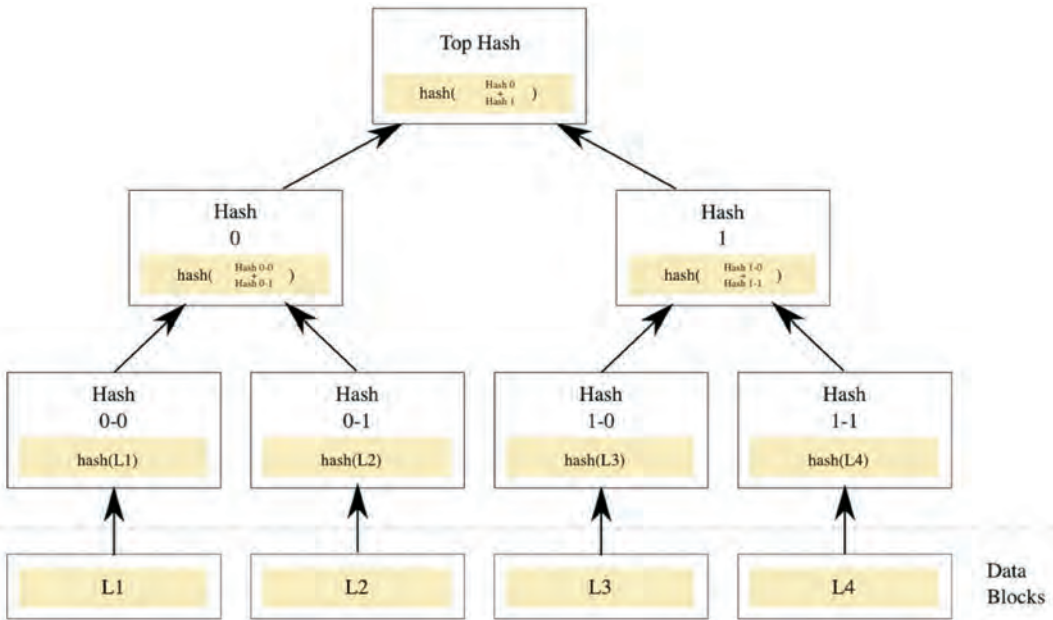 Top Hash
hash( Hash 0 + Hash 1 )
Hash
0
hash( Hash 0-0 + Hash 0-1 )
Hash
1
hash( Hash 1-0 + Hash 1-1 )
Hash
0-0
hash(L1)
Hash
0-1
hash(L2)
Hash
1-0
hash(L3)
Hash
1-1
hash(L4)
L1
L2
L3
L4
Data
Blocks